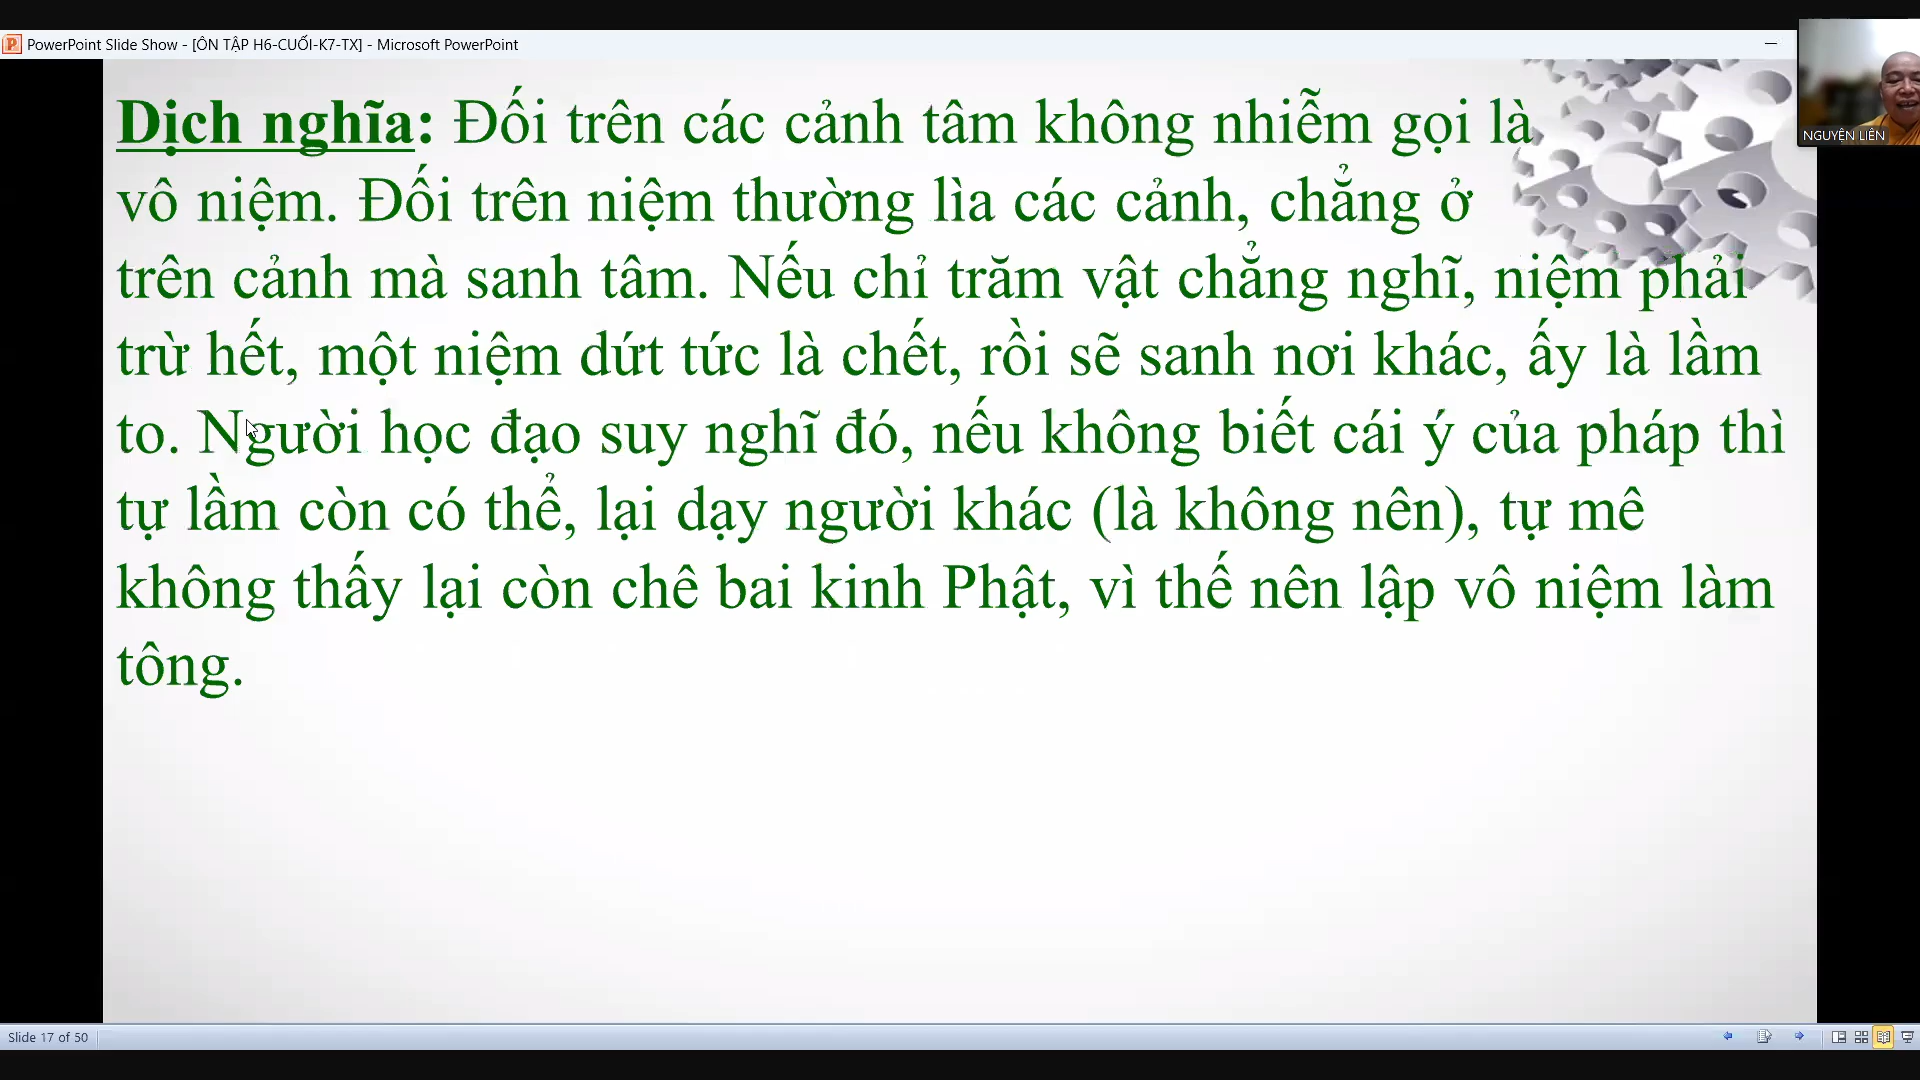 PowerPoint Slide Show - [ÔN TẬP H6-CUỐI-K7-TX] - Microsoft PowerPoint
NGUYỆN LIÊN
Dịch nghĩa: Đối trên các cảnh tâm không nhiễm gọi là
vô niệm. Đối trên niệm thường lìa các cảnh, chẳng ở
trên cảnh mà sanh tâm. Nếu chỉ trăm vật chẳng nghĩ, niệm phải
trừ hết, một niệm dứt tức là chết, rồi sẽ sanh nơi khác, ấy là lầm
to. Người học đạo suy nghĩ đó, nếu không biết cái ý của pháp thì
tự lầm còn có thể, lại dạy người khác (là không nên), tự mê
không thấy lại còn chê bai kinh Phật, vì thế nên lập vô niệm làm
tông.
Slide 17 of 50